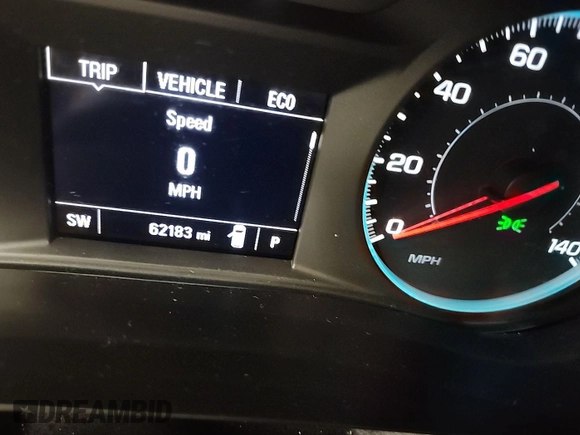 TRIP VEHICLE ECO
Speed
0
MPH
SW 62183 mi P
0 20 40 60 140
MPH
DREAMBID